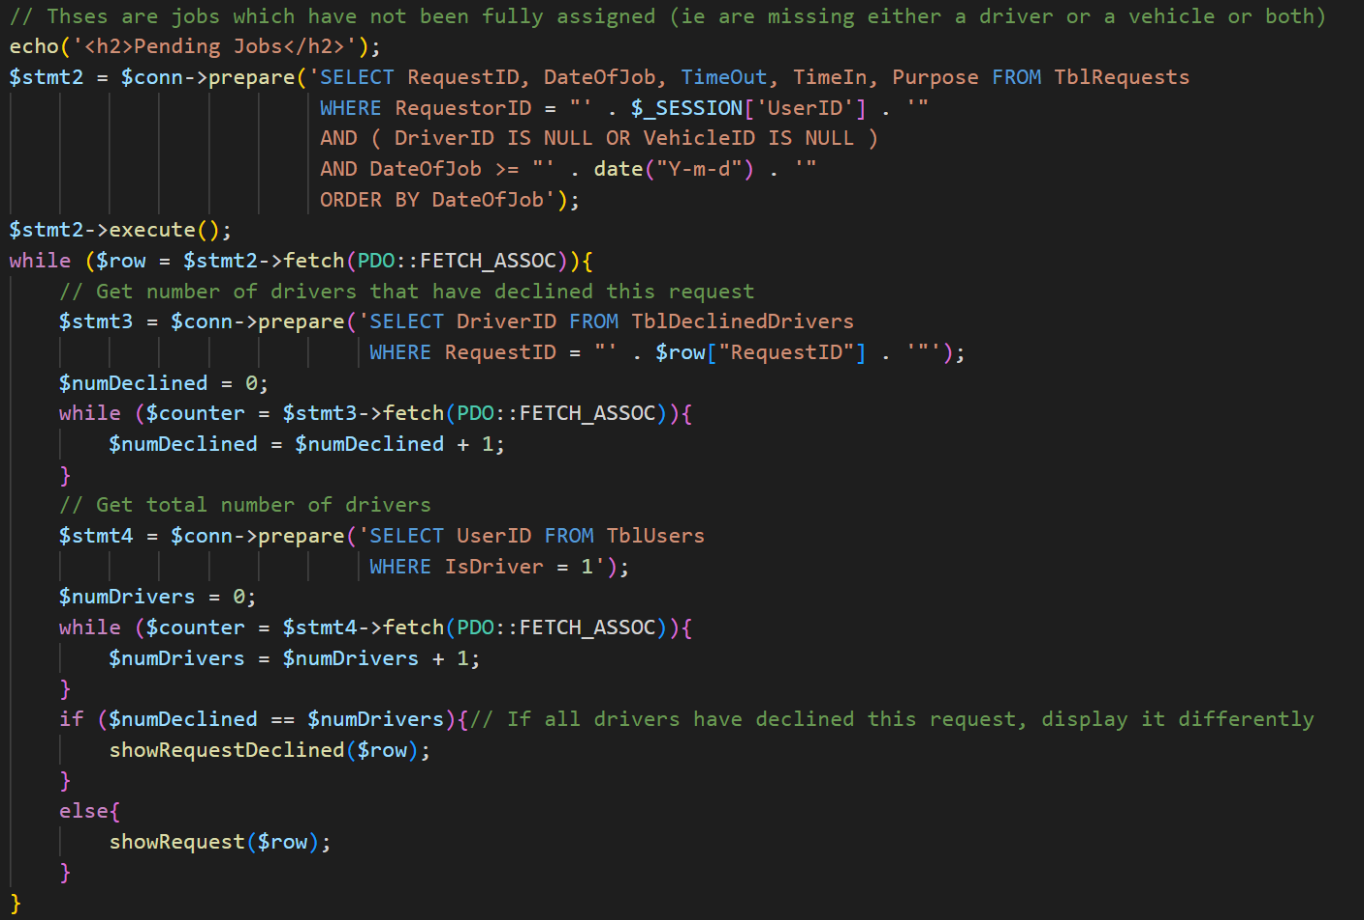 // Thses are jobs which have not been fully assigned (ie are missing either a driver or a vehicle or both)
echo('<h2>Pending Jobs</h2>');
$stmt2 = $conn->prepare('SELECT RequestID, DateOfJob, TimeOut, TimeIn, Purpose FROM TblRequests
WHERE RequestorID = "' . $_SESSION['UserID'] . '"
AND ( DriverID IS NULL OR VehicleID IS NULL )
AND DateOfJob >= "' . date("Y-m-d") . '"
ORDER BY DateOfJob');
$stmt2->execute();
while ($row = $stmt2->fetch(PDO::FETCH_ASSOC)){
// Get number of drivers that have declined this request
$stmt3 = $conn->prepare('SELECT DriverID FROM TblDeclinedDrivers
WHERE RequestID = "' . $row["RequestID"] . '"');
$numDeclined = 0;
while ($counter = $stmt3->fetch(PDO::FETCH_ASSOC)){
$numDeclined = $numDeclined + 1;
}
// Get total number of drivers
$stmt4 = $conn->prepare('SELECT UserID FROM TblUsers
WHERE IsDriver = 1');
$numDrivers = 0;
while ($counter = $stmt4->fetch(PDO::FETCH_ASSOC)){
$numDrivers = $numDrivers + 1;
}
if ($numDeclined == $numDrivers){// If all drivers have declined this request, display it differently
showRequestDeclined($row);
}
else{
showRequest($row);
}
}